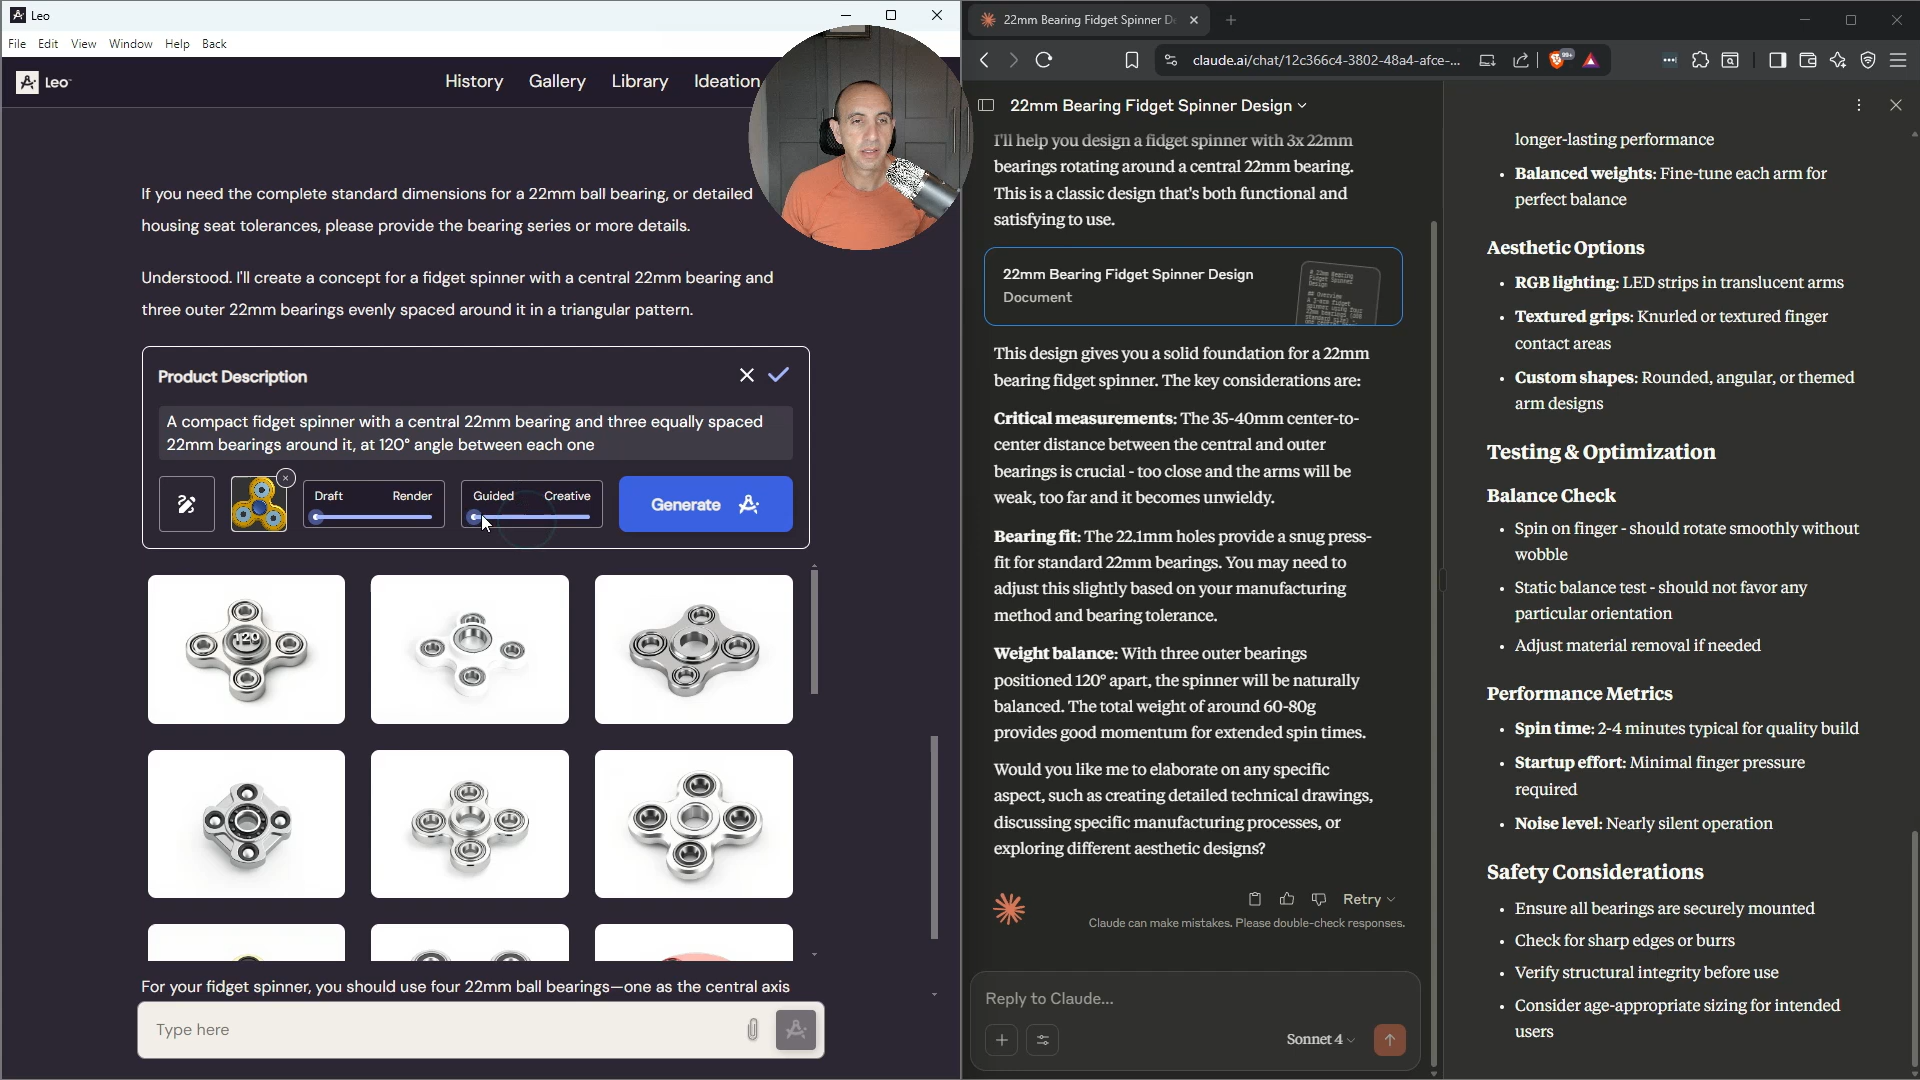 Leo
File Edit View Window Help Back
Leo
History Gallery Library Ideation
If you need the complete standard dimensions for a 22mm ball bearing, or detailed
housing seat tolerances, please provide the bearing series or more details.
Understood. I'll create a concept for a fidget spinner with a central 22mm bearing and
three outer 22mm bearings evenly spaced around it in a triangular pattern.
Product Description
A compact fidget spinner with a central 22mm bearing and three equally spaced
22mm bearings around it, at 120° angle between each one
Draft Render
Guided Creative
Generate
120
For your fidget spinner, you should use four 22mm ball bearings—one as the central axis
Type here
22mm Bearing Fidget Spinner D
claude.ai/chat/12c366c4-3802-48a4-afce-...
99+
22mm Bearing Fidget Spinner Design
I'll help you design a fidget spinner with 3x 22mm
bearings rotating around a central 22mm bearing.
This is a classic design that's both functional and
satisfying to use.
22mm Bearing Fidget Spinner Design
Document
# 22mm Bearing
Fidget Spinner
Design
## Overview
This design gives you a solid foundation for a 22mm
bearing fidget spinner. The key considerations are:
Critical measurements: The 35-40mm center-to-
center distance between the central and outer
bearings is crucial - too close and the arms will be
weak, too far and it becomes unwieldy.
Bearing fit: The 22.1mm holes provide a snug press-
fit for standard 22mm bearings. You may need to
adjust this slightly based on your manufacturing
method and bearing tolerance.
Weight balance: With three outer bearings
positioned 120° apart, the spinner will be naturally
balanced. The total weight of around 60-80g
provides good momentum for extended spin times.
Would you like me to elaborate on any specific
aspect, such as creating detailed technical drawings,
discussing specific manufacturing processes, or
exploring different aesthetic designs?
Retry
Claude can make mistakes. Please double-check responses.
Reply to Claude...
Sonnet 4
longer-lasting performance
• Balanced weights: Fine-tune each arm for
perfect balance
Aesthetic Options
• RGB lighting: LED strips in translucent arms
• Textured grips: Knurled or textured finger
contact areas
• Custom shapes: Rounded, angular, or themed
arm designs
Testing & Optimization
Balance Check
• Spin on finger - should rotate smoothly without
wobble
• Static balance test - should not favor any
particular orientation
• Adjust material removal if needed
Performance Metrics
• Spin time: 2-4 minutes typical for quality build
• Startup effort: Minimal finger pressure
required
• Noise level: Nearly silent operation
Safety Considerations
• Ensure all bearings are securely mounted
• Check for sharp edges or burrs
• Verify structural integrity before use
• Consider age-appropriate sizing for intended
users